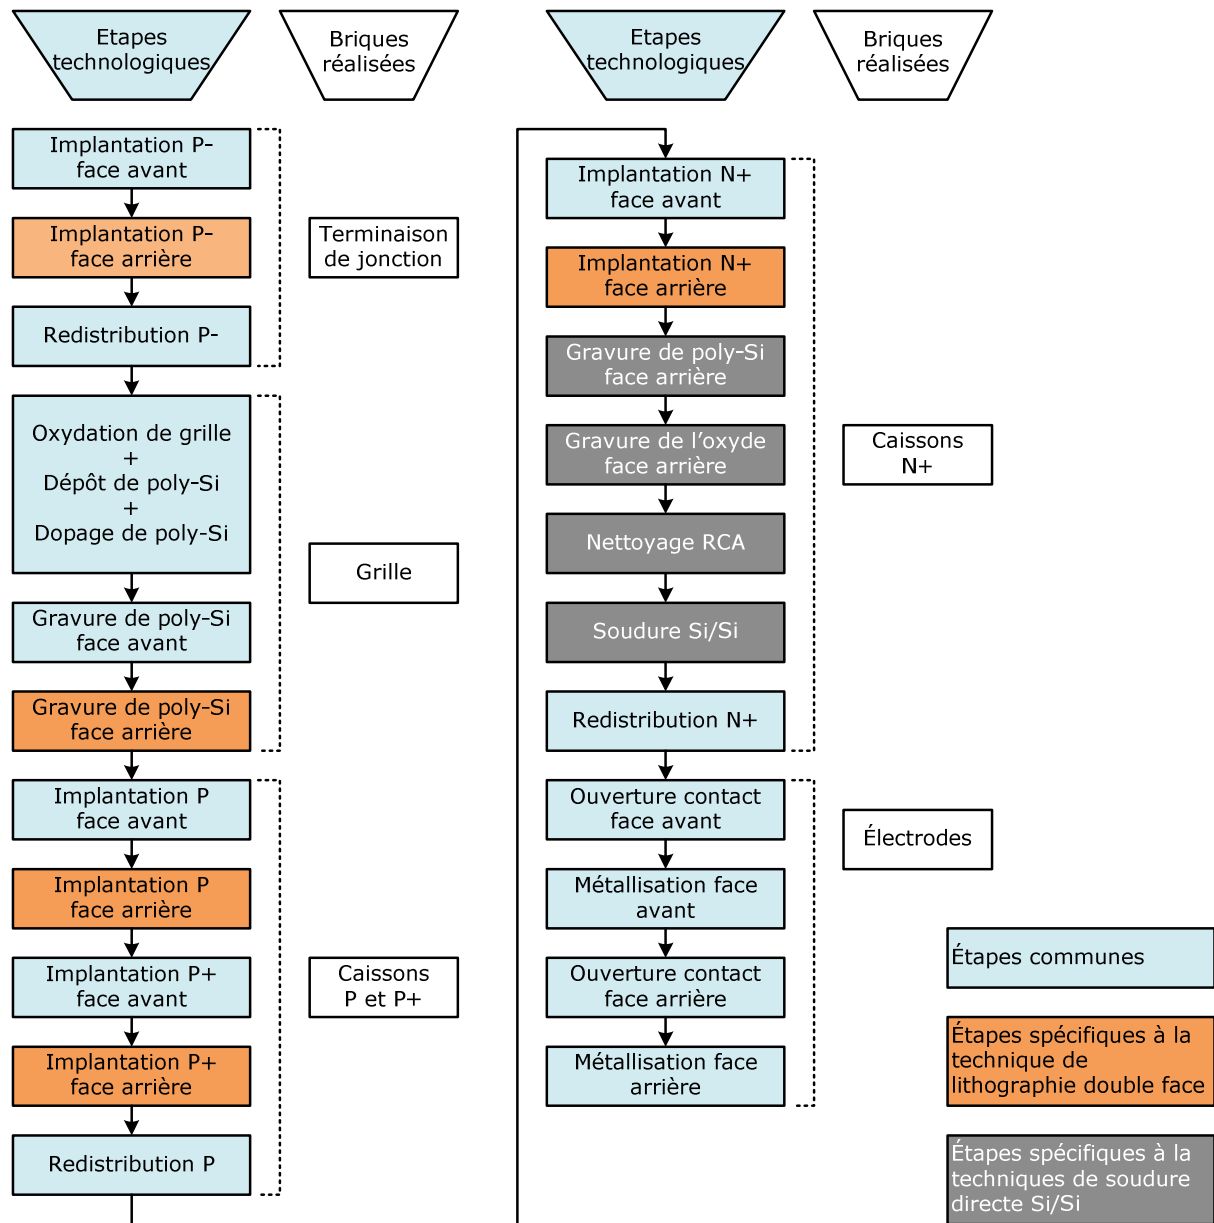 Etapes
technologiques
Briques
réalisées
Implantation P-
face avant
Implantation P-
face arrière
Redistribution P-
Terminaison
de jonction
Oxydation de grille
+
Dépôt de poly-Si
+
Dopage de poly-Si
Gravure de poly-Si
face avant
Gravure de poly-Si
face arrière
Grille
Implantation P
face avant
Implantation P
face arrière
Implantation P+
face avant
Implantation P+
face arrière
Redistribution P
Caissons
P et P+
Etapes
technologiques
Briques
réalisées
Implantation N+
face avant
Implantation N+
face arrière
Gravure de poly-Si
face arrière
Gravure de l'oxyde
face arrière
Nettoyage RCA
Soudure Si/Si
Redistribution N+
Caissons
N+
Ouverture contact
face avant
Métallisation face
avant
Ouverture contact
face arrière
Métallisation face
arrière
Électrodes
Étapes communes
Étapes spécifiques à la
technique de
lithographie double face
Étapes spécifiques à la
techniques de soudure
directe Si/Si